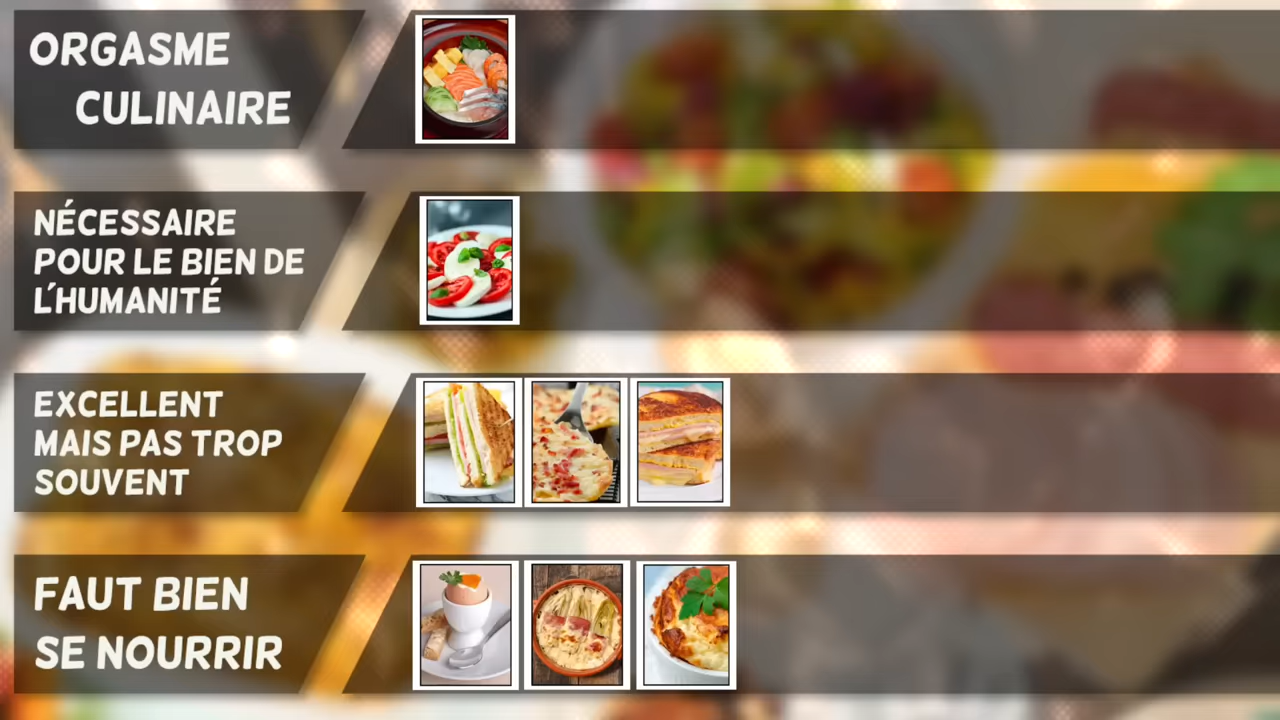 ORGASME
CULINAIRE
NÉCESSAIRE
POUR LE BIEN DE
L'HUMANITÉ
EXCELLENT
MAIS PAS TROP
SOUVENT
FAUT BIEN
SE NOURRIR